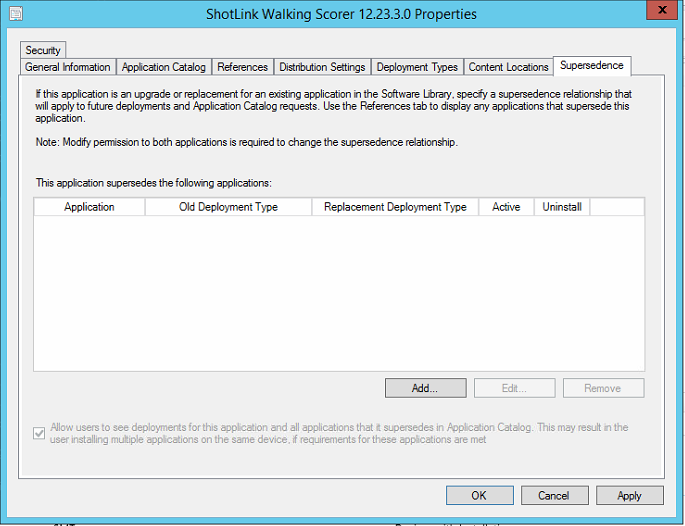 ShotLink Walking Scorer 12.23.3.0 Properties
x
Security
General Information Application Catalog References Distribution Settings Deployment Types Content Locations Supersedence
If this application is an upgrade or replacement for an existing application in the Software Library, specify a supersedence relationship that
will apply to future deployments and Application Catalog requests. Use the References tab to display any applications that supersede this
application.
Note: Modify permission to both applications is required to change the supersedence relationship.
This application supersedes the following applications:
Application Old Deployment Type Replacement Deployment Type Active Uninstall
Add... Edit... Remove
Allow users to see deployments for this application and all applications that it supersedes in Application Catalog. This may result in the
user installing multiple applications on the same device, if requirements for these applications are met
OK Cancel Apply